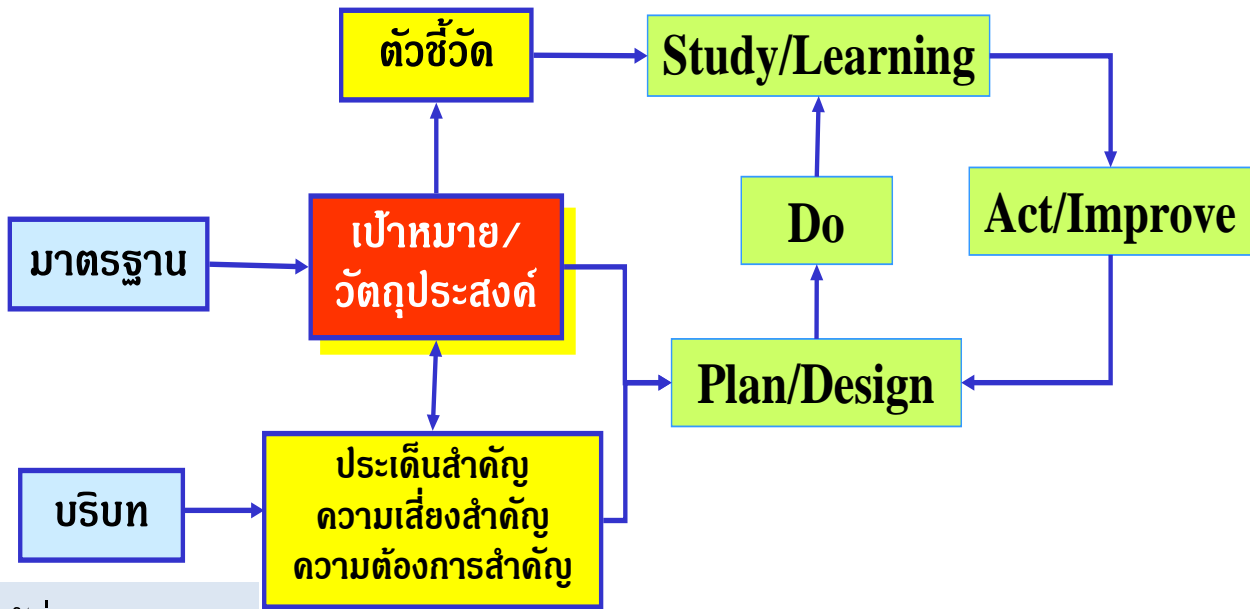 ตัวชี้วัด
Study/Learning
เป้าหมาย/
วัตถุประสงค์
มาตรฐาน
Do
Act/Improve
Plan/Design
ประเด็นสำคัญ
ความเสี่ยงสำคัญ
ความต้องการสำคัญ
บริบท